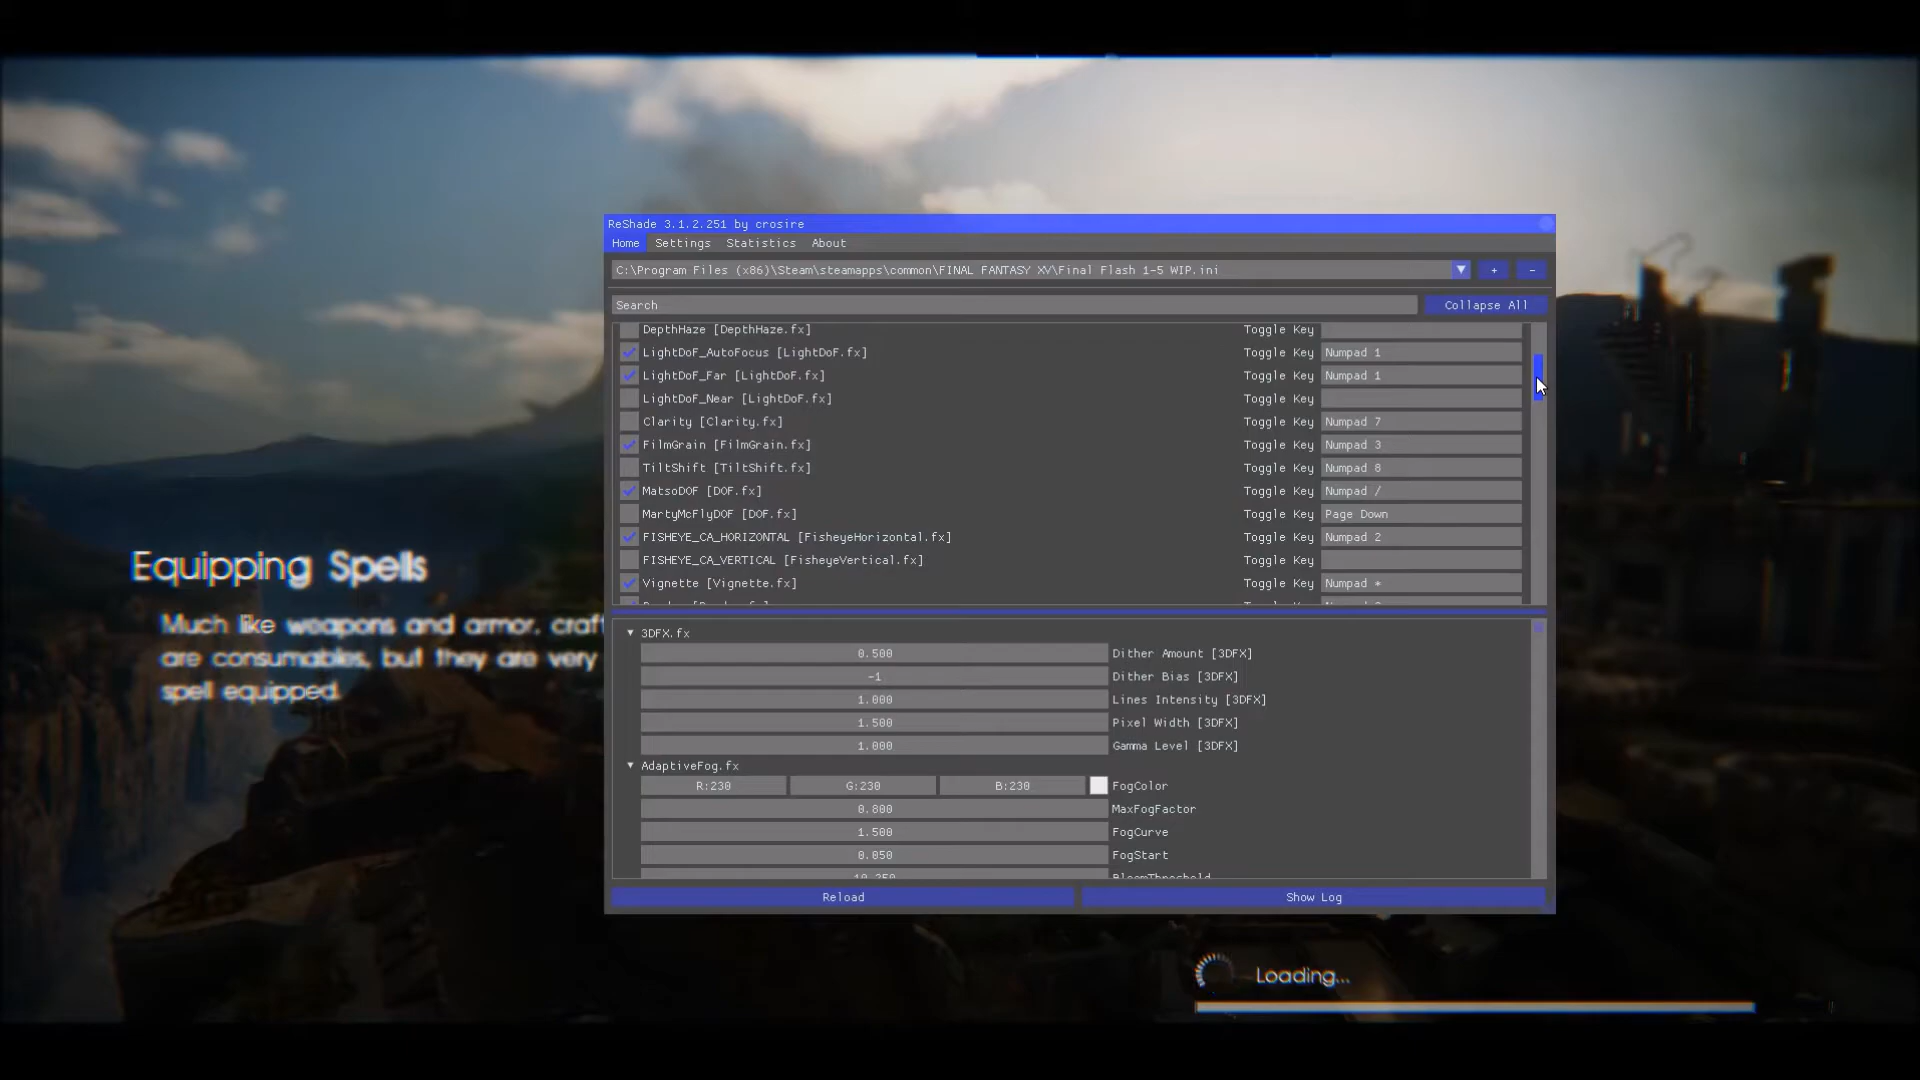 ReShade 3.1.2.251 by crosire
Home Settings Statistics About
C:\Program Files (x86)\Steam\steamapps\common\FINAL FANTASY XV\Final Flash 1-5 WIP.ini
+ -
Search Collapse All
DepthHaze [DepthHaze.fx] Toggle Key
LightDoF_AutoFocus [LightDoF.fx] Toggle Key Numpad 1
LightDoF_Far [LightDoF.fx] Toggle Key Numpad 1
LightDoF_Near [LightDoF.fx] Toggle Key
Clarity [Clarity.fx] Toggle Key Numpad 7
FilmGrain [FilmGrain.fx] Toggle Key Numpad 3
TiltShift [TiltShift.fx] Toggle Key Numpad 8
MatsoDOF [DOF.fx] Toggle Key Numpad /
MartyMcFlyDOF [DOF.fx] Toggle Key Page Down
FISHEYE_CA_HORIZONTAL [FisheyeHorizontal.fx] Toggle Key Numpad 2
FISHEYE_CA_VERTICAL [FisheyeVertical.fx] Toggle Key
Vignette [Vignette.fx] Toggle Key Numpad *
3DFX.fx
0.500 Dither Amount [3DFX]
-1 Dither Bias [3DFX]
1.000 Lines Intensity [3DFX]
1.500 Pixel Width [3DFX]
1.000 Gamma Level [3DFX]
AdaptiveFog.fx
R:230 G:230 B:230 FogColor
0.800 MaxFogFactor
1.500 FogCurve
0.050 FogStart
10.250 BloomThreshold
Reload Show Log
Equipping Spells
Much like weapons and armor, craft
are consumables, but they are very
spell equipped.
Loading...